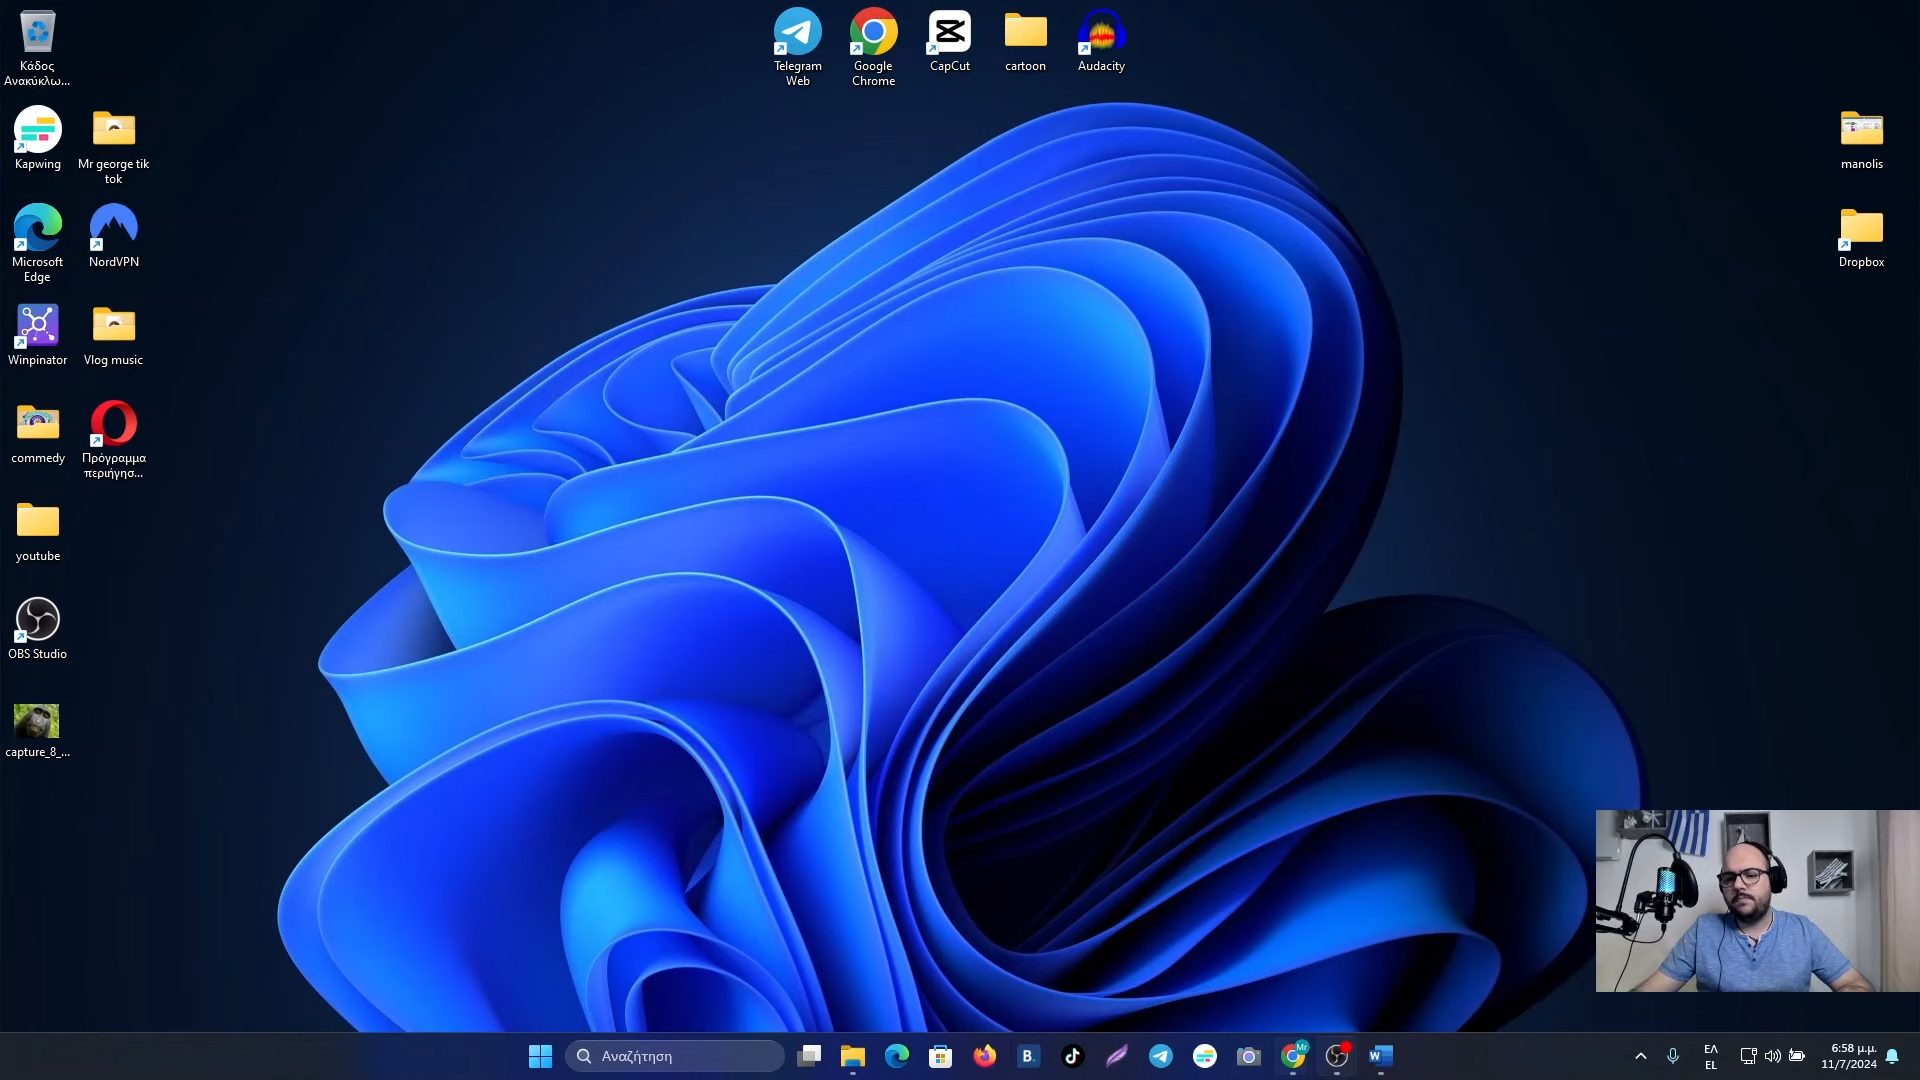 Κάδος
Ανακύκλω...
Telegram
Web
Google
Chrome
CapCut
cartoon
Audacity
Kapwing
Mr george tik
tok
manolis
Microsoft
Edge
NordVPN
Dropbox
Winpinator
Vlog music
commedy
Πρόγραμμα
περιήγησ...
youtube
OBS Studio
capture_8_...
Αναζήτηση
B.
Mr
W
ΕΛ
EL
6:58 μ.μ.
11/7/2024